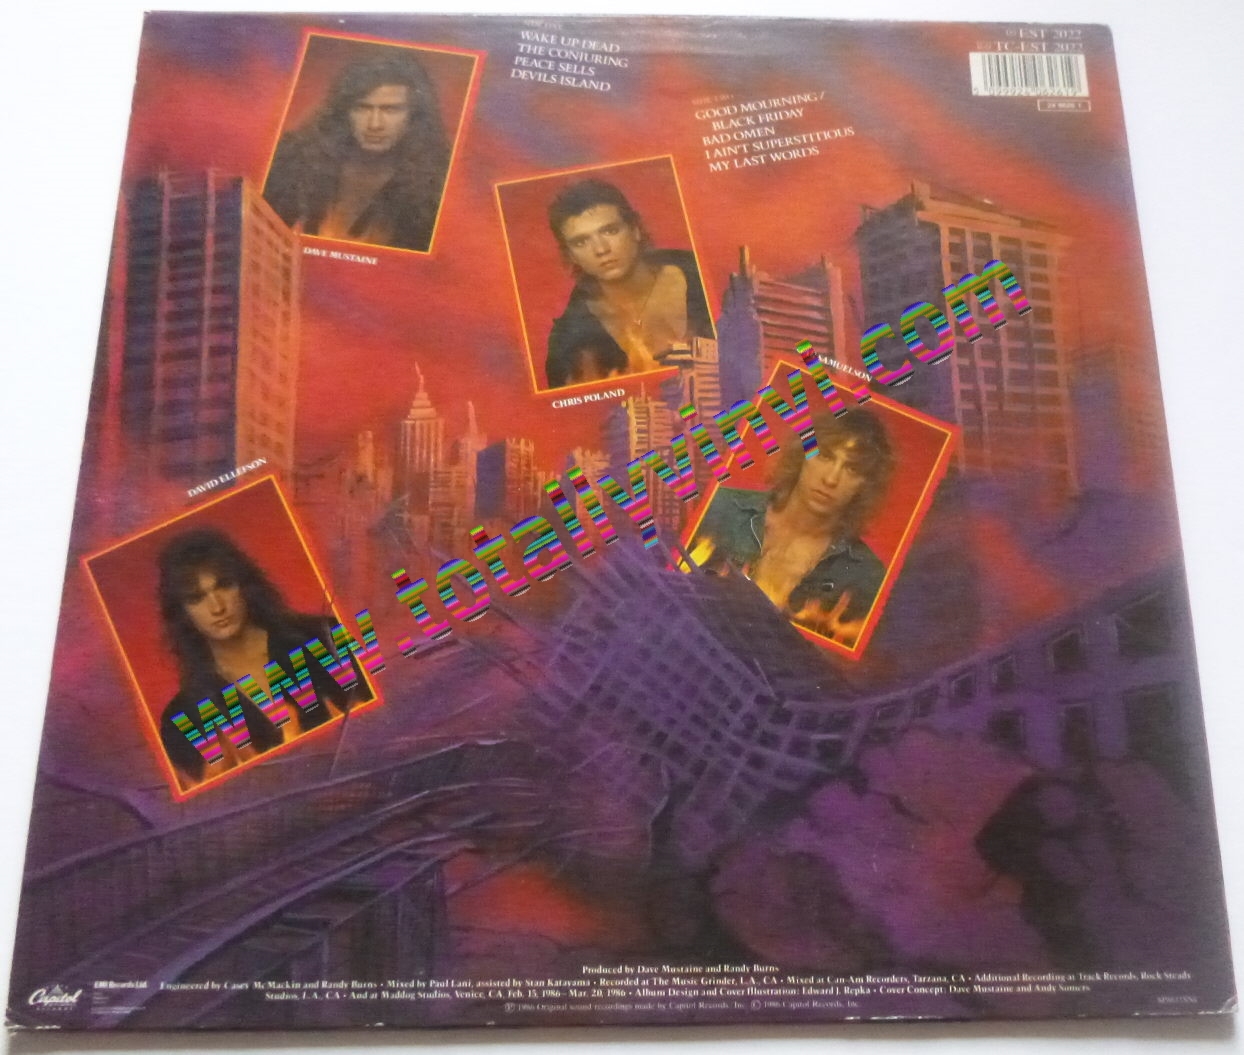 SIDE ONE
WAKE UP DEAD
THE CONJURING
PEACE SELLS
DEVILS ISLAND
EST 2022
TC-EST 2022
SIDE TWO
GOOD MOURNING/
BLACK FRIDAY
BAD OMEN
I AIN'T SUPERSTITIOUS
MY LAST WORDS
DAVE MUSTAINE
CHRIS POLAND
SAMUELSON
DAVID ELLEFSON
www.totallyvinyl.com
Produced by Dave Mustaine and Randy Burns
Engineered by Casey McMackin and Randy Burns • Mixed by Paul Lani, assisted by Stan Katayama • Recorded at The Music Grinder, L.A., CA • Mixed at Can-Am Recorders, Tarzana, CA • Additional Recording at Track Records, Rock Steady
Studios, L.A., CA • And at Maddog Studios, Venice, CA, Feb. 15, 1986 – Mar. 20, 1986 • Album Design and Cover Illustration: Edward J. Repka • Cover Concept: Dave Mustaine and Andy Somers
℗ 1986 Original sound recordings made by Capitol Records, Inc. © 1986 Capitol Records, Inc.
Capitol
RECORDS
EMI Records Ltd.